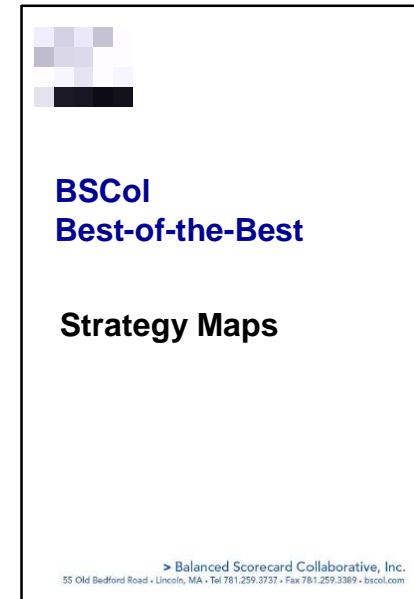 BSCol
Best-of-the-Best
Strategy Maps
> Balanced Scorecard Collaborative, Inc.
55 Old Bedford Road • Lincoln, MA • Tel 781.259.3737 • Fax 781.259.3389 • bscol.com